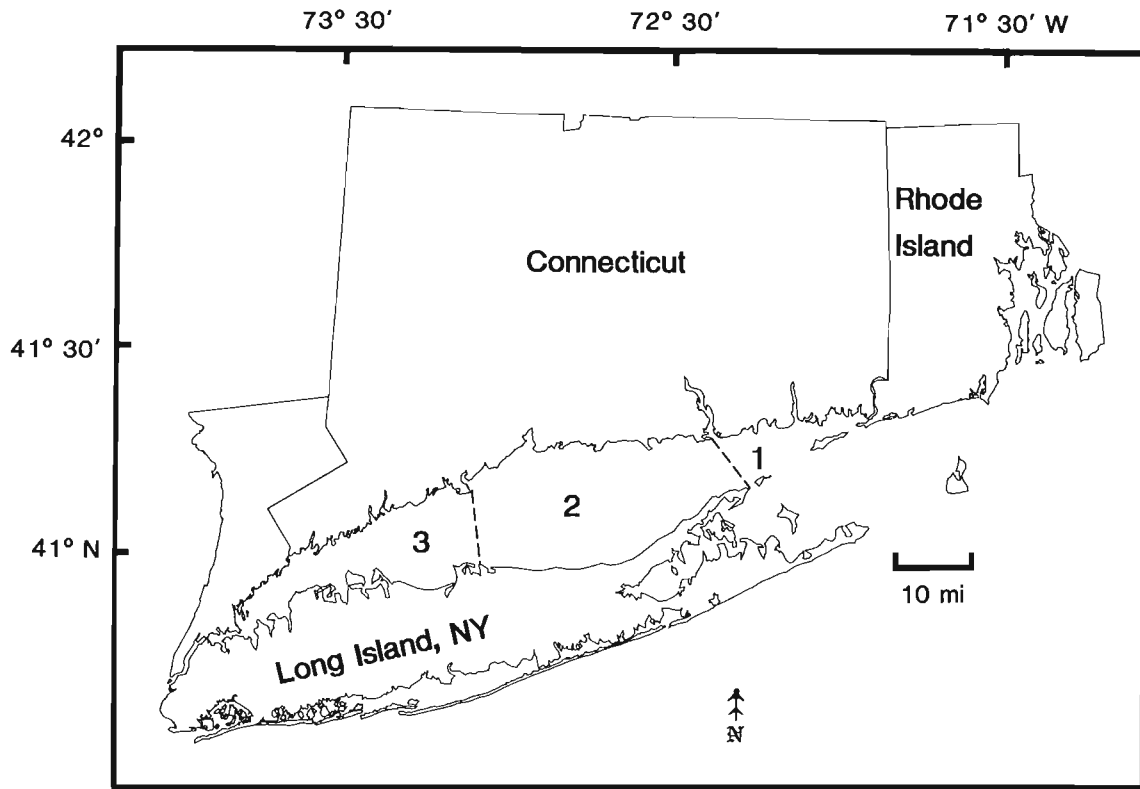 73° 30′ 72° 30′ 71° 30′ W
42°
Rhode
Island
Connecticut
41° 30′
1
2
3
41° N
10 mi
Long Island, NY
N